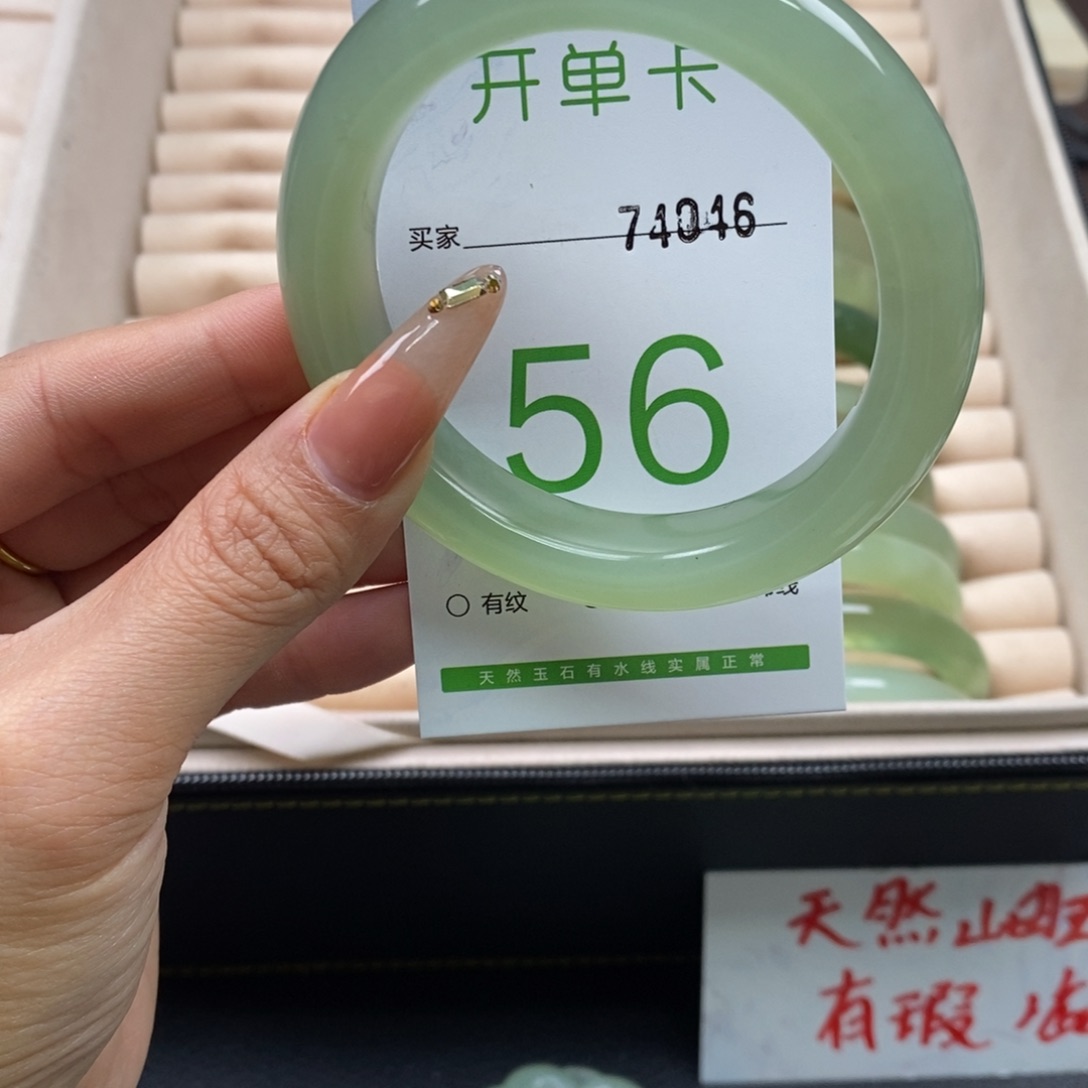 开单卡
买家 74046
56
有纹
天然玉石有水线实属正常
天然
有瑕